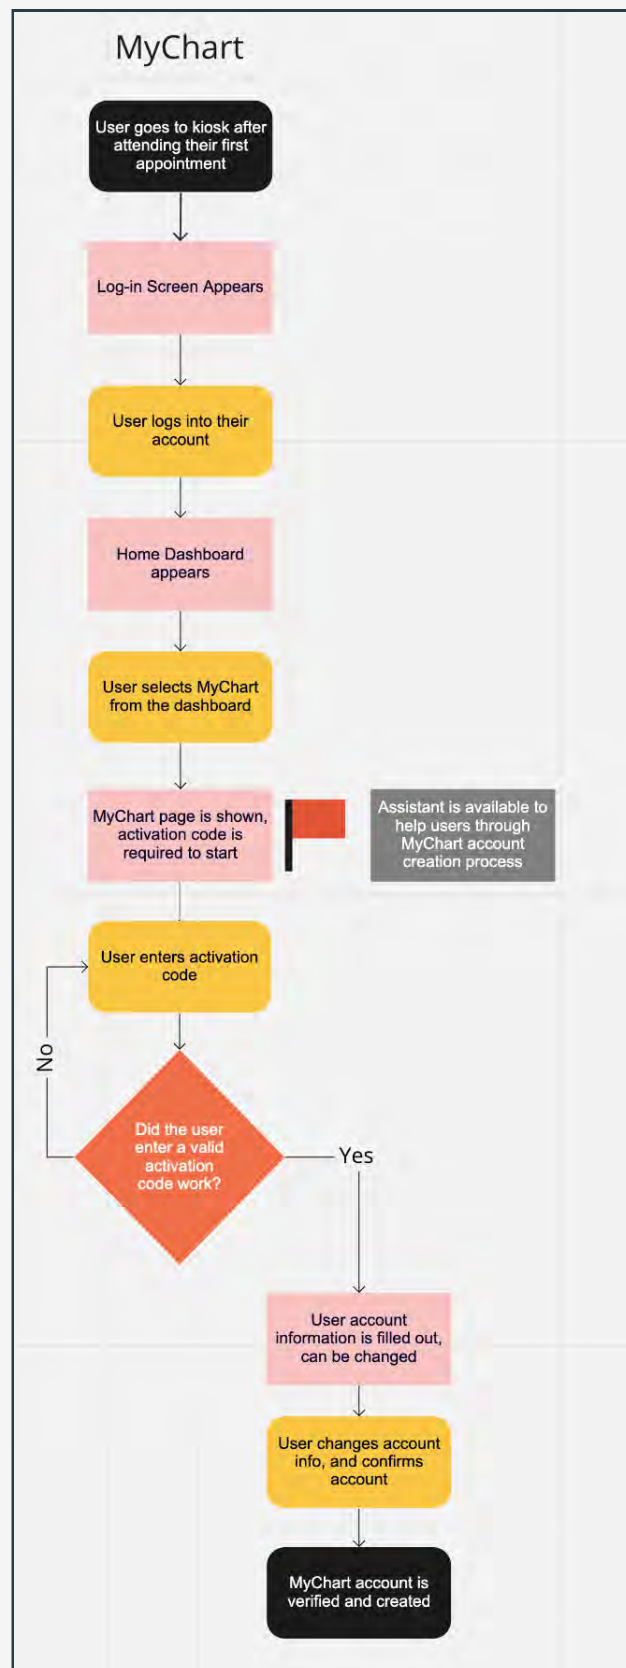 MyChart
User goes to kiosk after
attending their first
appointment
Log-in Screen Appears
User logs into their
account
Home Dashboard
appears
User selects MyChart
from the dashboard
MyChart page is shown,
activation code is
required to start
Assistant is available to
help users through
MyChart account
creation process
User enters activation
code
No
Did the user
enter a valid
activation
code work?
Yes
User account
information is filled out,
can be changed
User changes account
info, and confirms
account
MyChart account is
verified and created